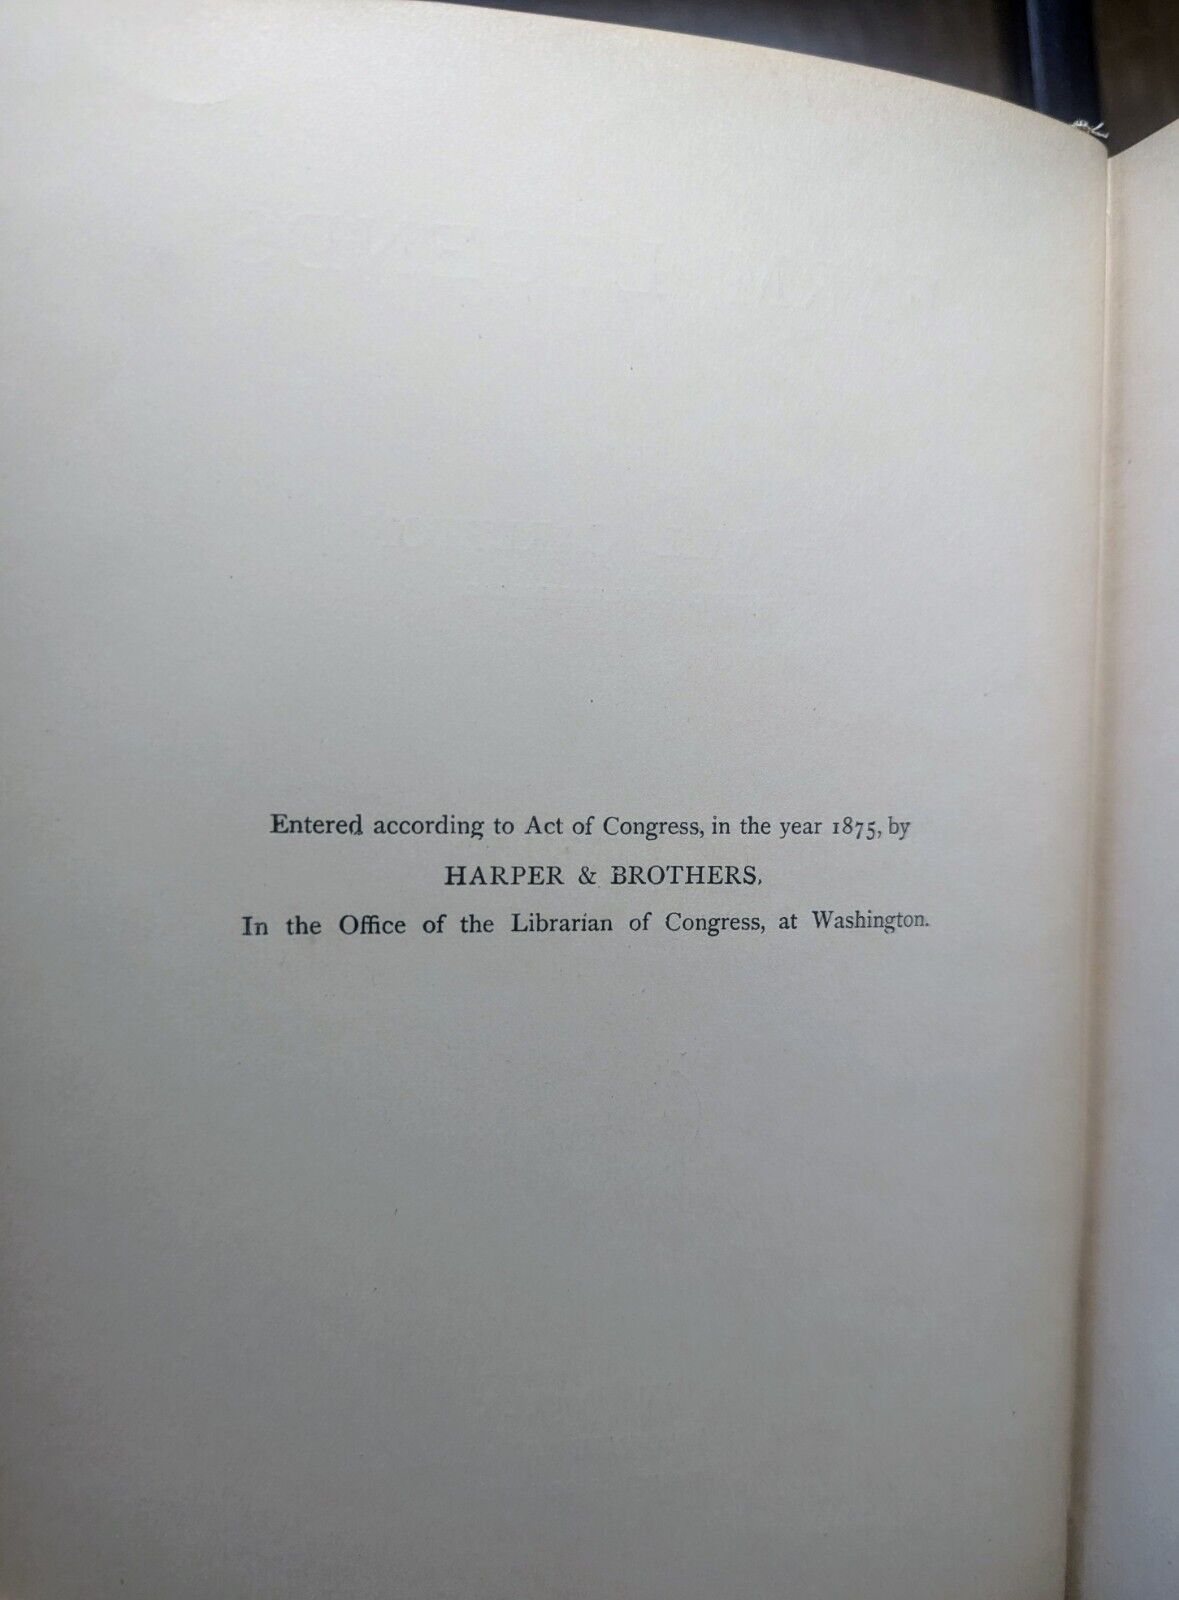 Entered according to Act of Congress, in the year 1875, by
HARPER & BROTHERS,
In the Office of the Librarian of Congress, at Washington.